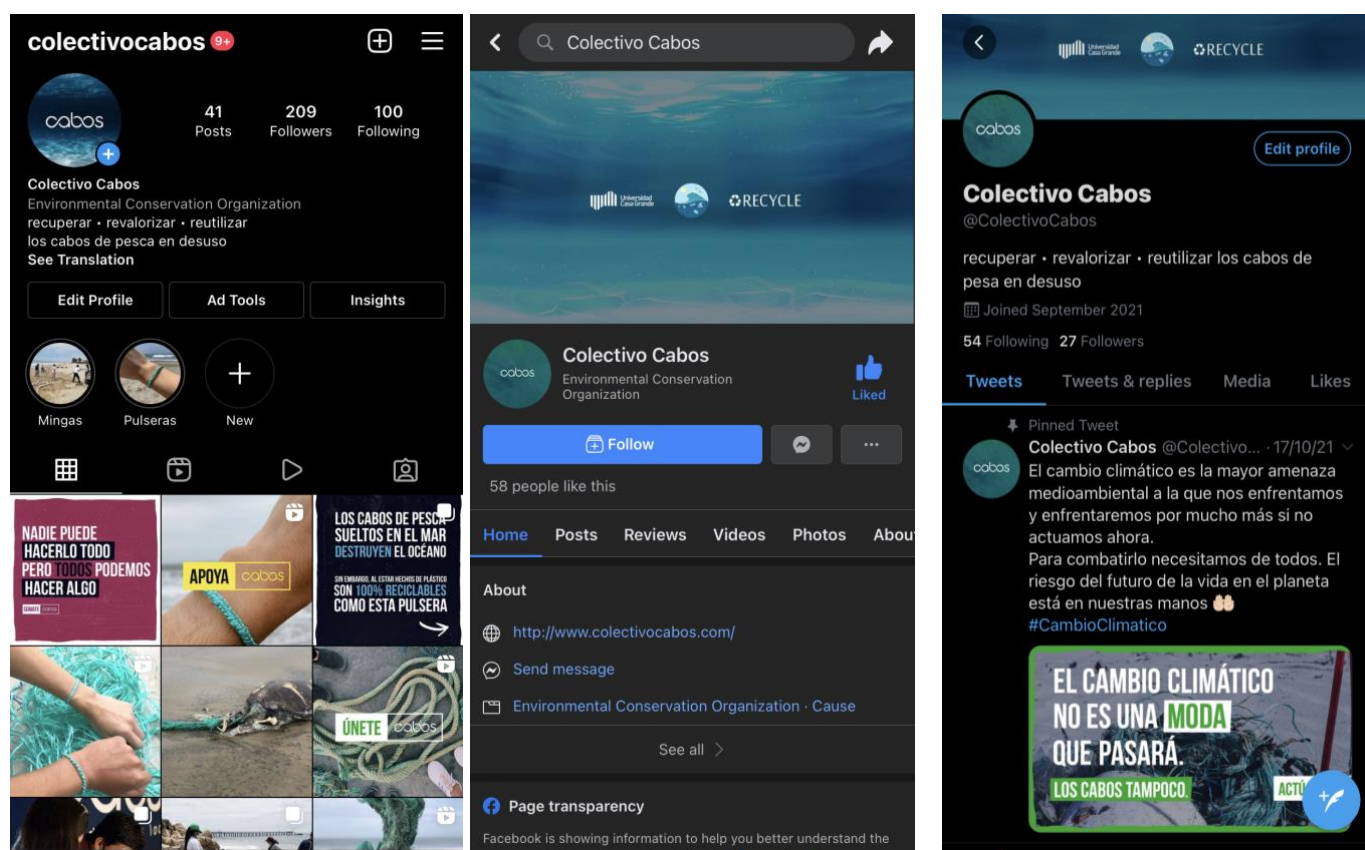 colectivocabos 9+
cabos
41 209 100
Posts Followers Following
Colectivo Cabos
Environmental Conservation Organization
recuperar • revalorizar • reutilizar
los cabos de pesca en desuso
See Translation
Edit Profile Ad Tools Insights
Mingas Pulseras New
NADIE PUEDE
HACERLO TODO
PERO TODOS PODEMOS
HACER ALGO
SÚMATE cabos
APOYA cabos
LOS CABOS DE PESCA
SUELTOS EN EL MAR
DESTRUYEN EL OCÉANO
SIN EMBARGO, AL ESTAR HECHOS DE PLÁSTICO
SON 100% RECICLABLES
COMO ESTA PULSERA
ÚNETE cabos
Colectivo Cabos
Universidad
Casa Grande
RECYCLE
cabos
Colectivo Cabos
Environmental Conservation
Organization
Liked
Follow
58 people like this
Home Posts Reviews Videos Photos Abou
About
http://www.colectivocabos.com/
Send message
Environmental Conservation Organization · Cause
See all
Page transparency
Facebook is showing information to help you better understand the
Universidad
Casa Grande
RECYCLE
cabos
Edit profile
Colectivo Cabos
@ColectivoCabos
recuperar • revalorizar • reutilizar los cabos de
pesa en desuso
Joined September 2021
54 Following 27 Followers
Tweets Tweets & replies Media Likes
Pinned Tweet
cabos
Colectivo Cabos @Colectivo... · 17/10/21
El cambio climático es la mayor amenaza
medioambiental a la que nos enfrentamos
y enfrentaremos por mucho más si no
actuamos ahora.
Para combatirlo necesitamos de todos. El
riesgo del futuro de la vida en el planeta
está en nuestras manos 🤲🏻
#CambioClimatico
EL CAMBIO CLIMÁTICO
NO ES UNA MODA
QUE PASARÁ.
LOS CABOS TAMPOCO.
ACTÚ